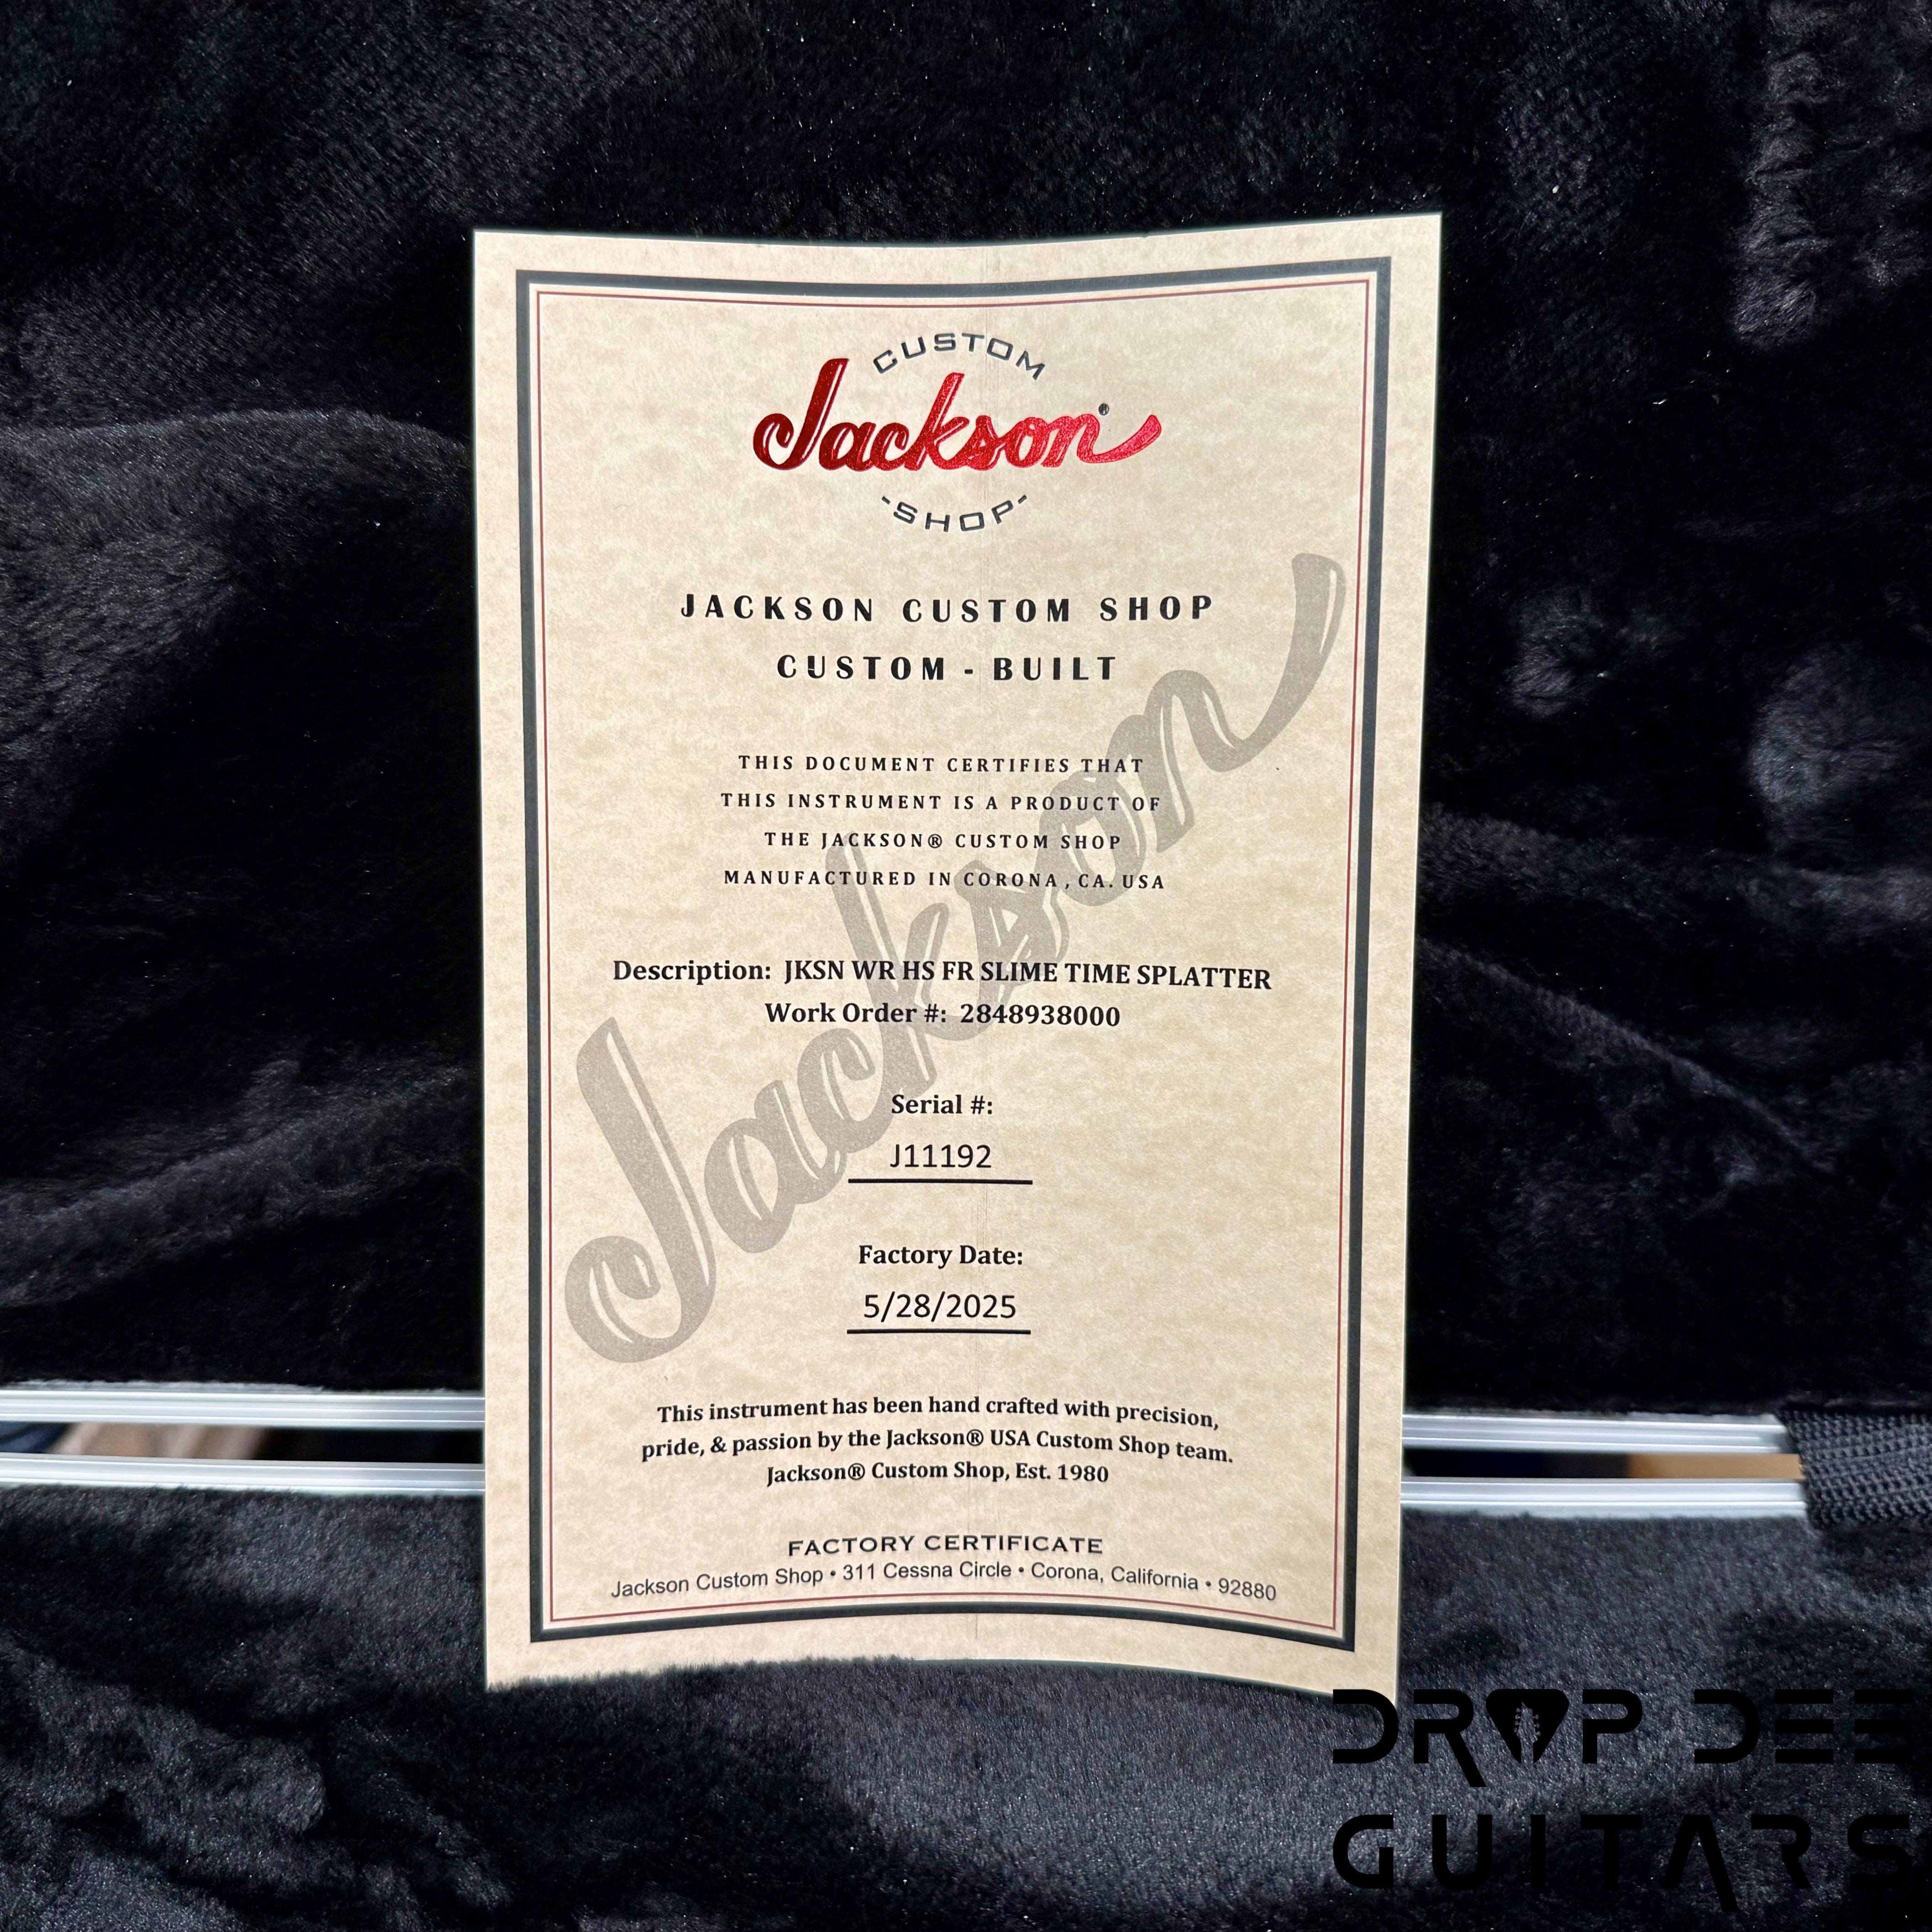 CUSTOM
Jackson®
-SHOP-
JACKSON CUSTOM SHOP
CUSTOM - BUILT
THIS DOCUMENT CERTIFIES THAT
THIS INSTRUMENT IS A PRODUCT OF
THE JACKSON® CUSTOM SHOP
MANUFACTURED IN CORONA, CA. USA
Jackson
Description: JKSN WR HS FR SLIME TIME SPLATTER
Work Order #: 2848938000
Serial #:
J11192
Factory Date:
5/28/2025
This instrument has been hand crafted with precision,
pride, & passion by the Jackson® USA Custom Shop team.
Jackson® Custom Shop, Est. 1980
FACTORY CERTIFICATE
Jackson Custom Shop • 311 Cessna Circle • Corona, California • 92880
DROP DEE
GUITARS